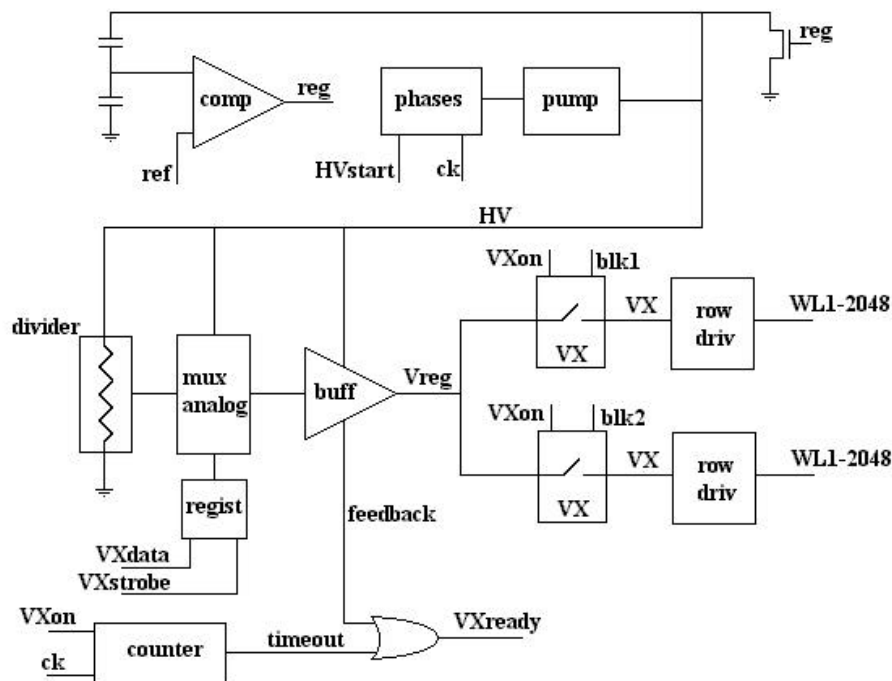 reg
comp
reg
phases
pump
ref
HVstart
ck
HV
VXon
blk1
divider
mux
analog
buff
Vreg
VX
VX
row
driv
WL1-2048
VXon
blk2
VX
VX
row
driv
WL1-2048
regist
feedback
VXdata
VXstrobe
VXon
ck
counter
timeout
VXready